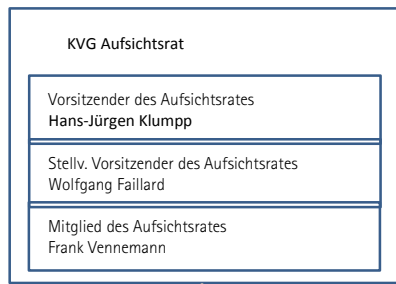 KVG Aufsichtsrat
Vorsitzender des Aufsichtsrates
Hans-Jürgen Klumpp
Stellv. Vorsitzender des Aufsichtsrates
Wolfgang Faillard
Mitglied des Aufsichtsrates
Frank Vennemann